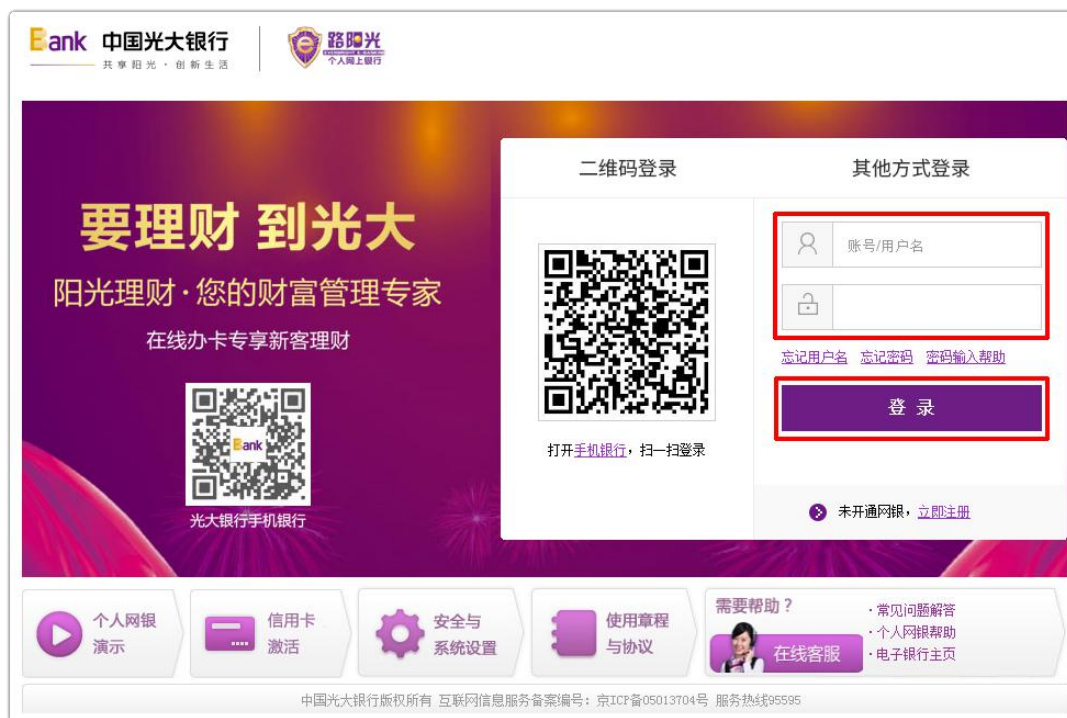 Bank 中国光大银行
共享阳光·创新生活
e路阳光
EVERBRIGHT E-BANKING
个人网上银行
要理财 到光大
阳光理财·您的财富管理专家
在线办卡专享新客理财
Bank
光大银行手机银行
二维码登录
打开手机银行，扫一扫登录
其他方式登录
账号/用户名
忘记用户名 忘记密码 密码输入帮助
登 录
未开通网银，立即注册
个人网银
演示
信用卡
激活
安全与
系统设置
使用章程
与协议
需要帮助？
在线客服
·常见问题解答
·个人网银帮助
·电子银行主页
中国光大银行版权所有 互联网信息服务备案编号：京ICP备05013704号 服务热线95595